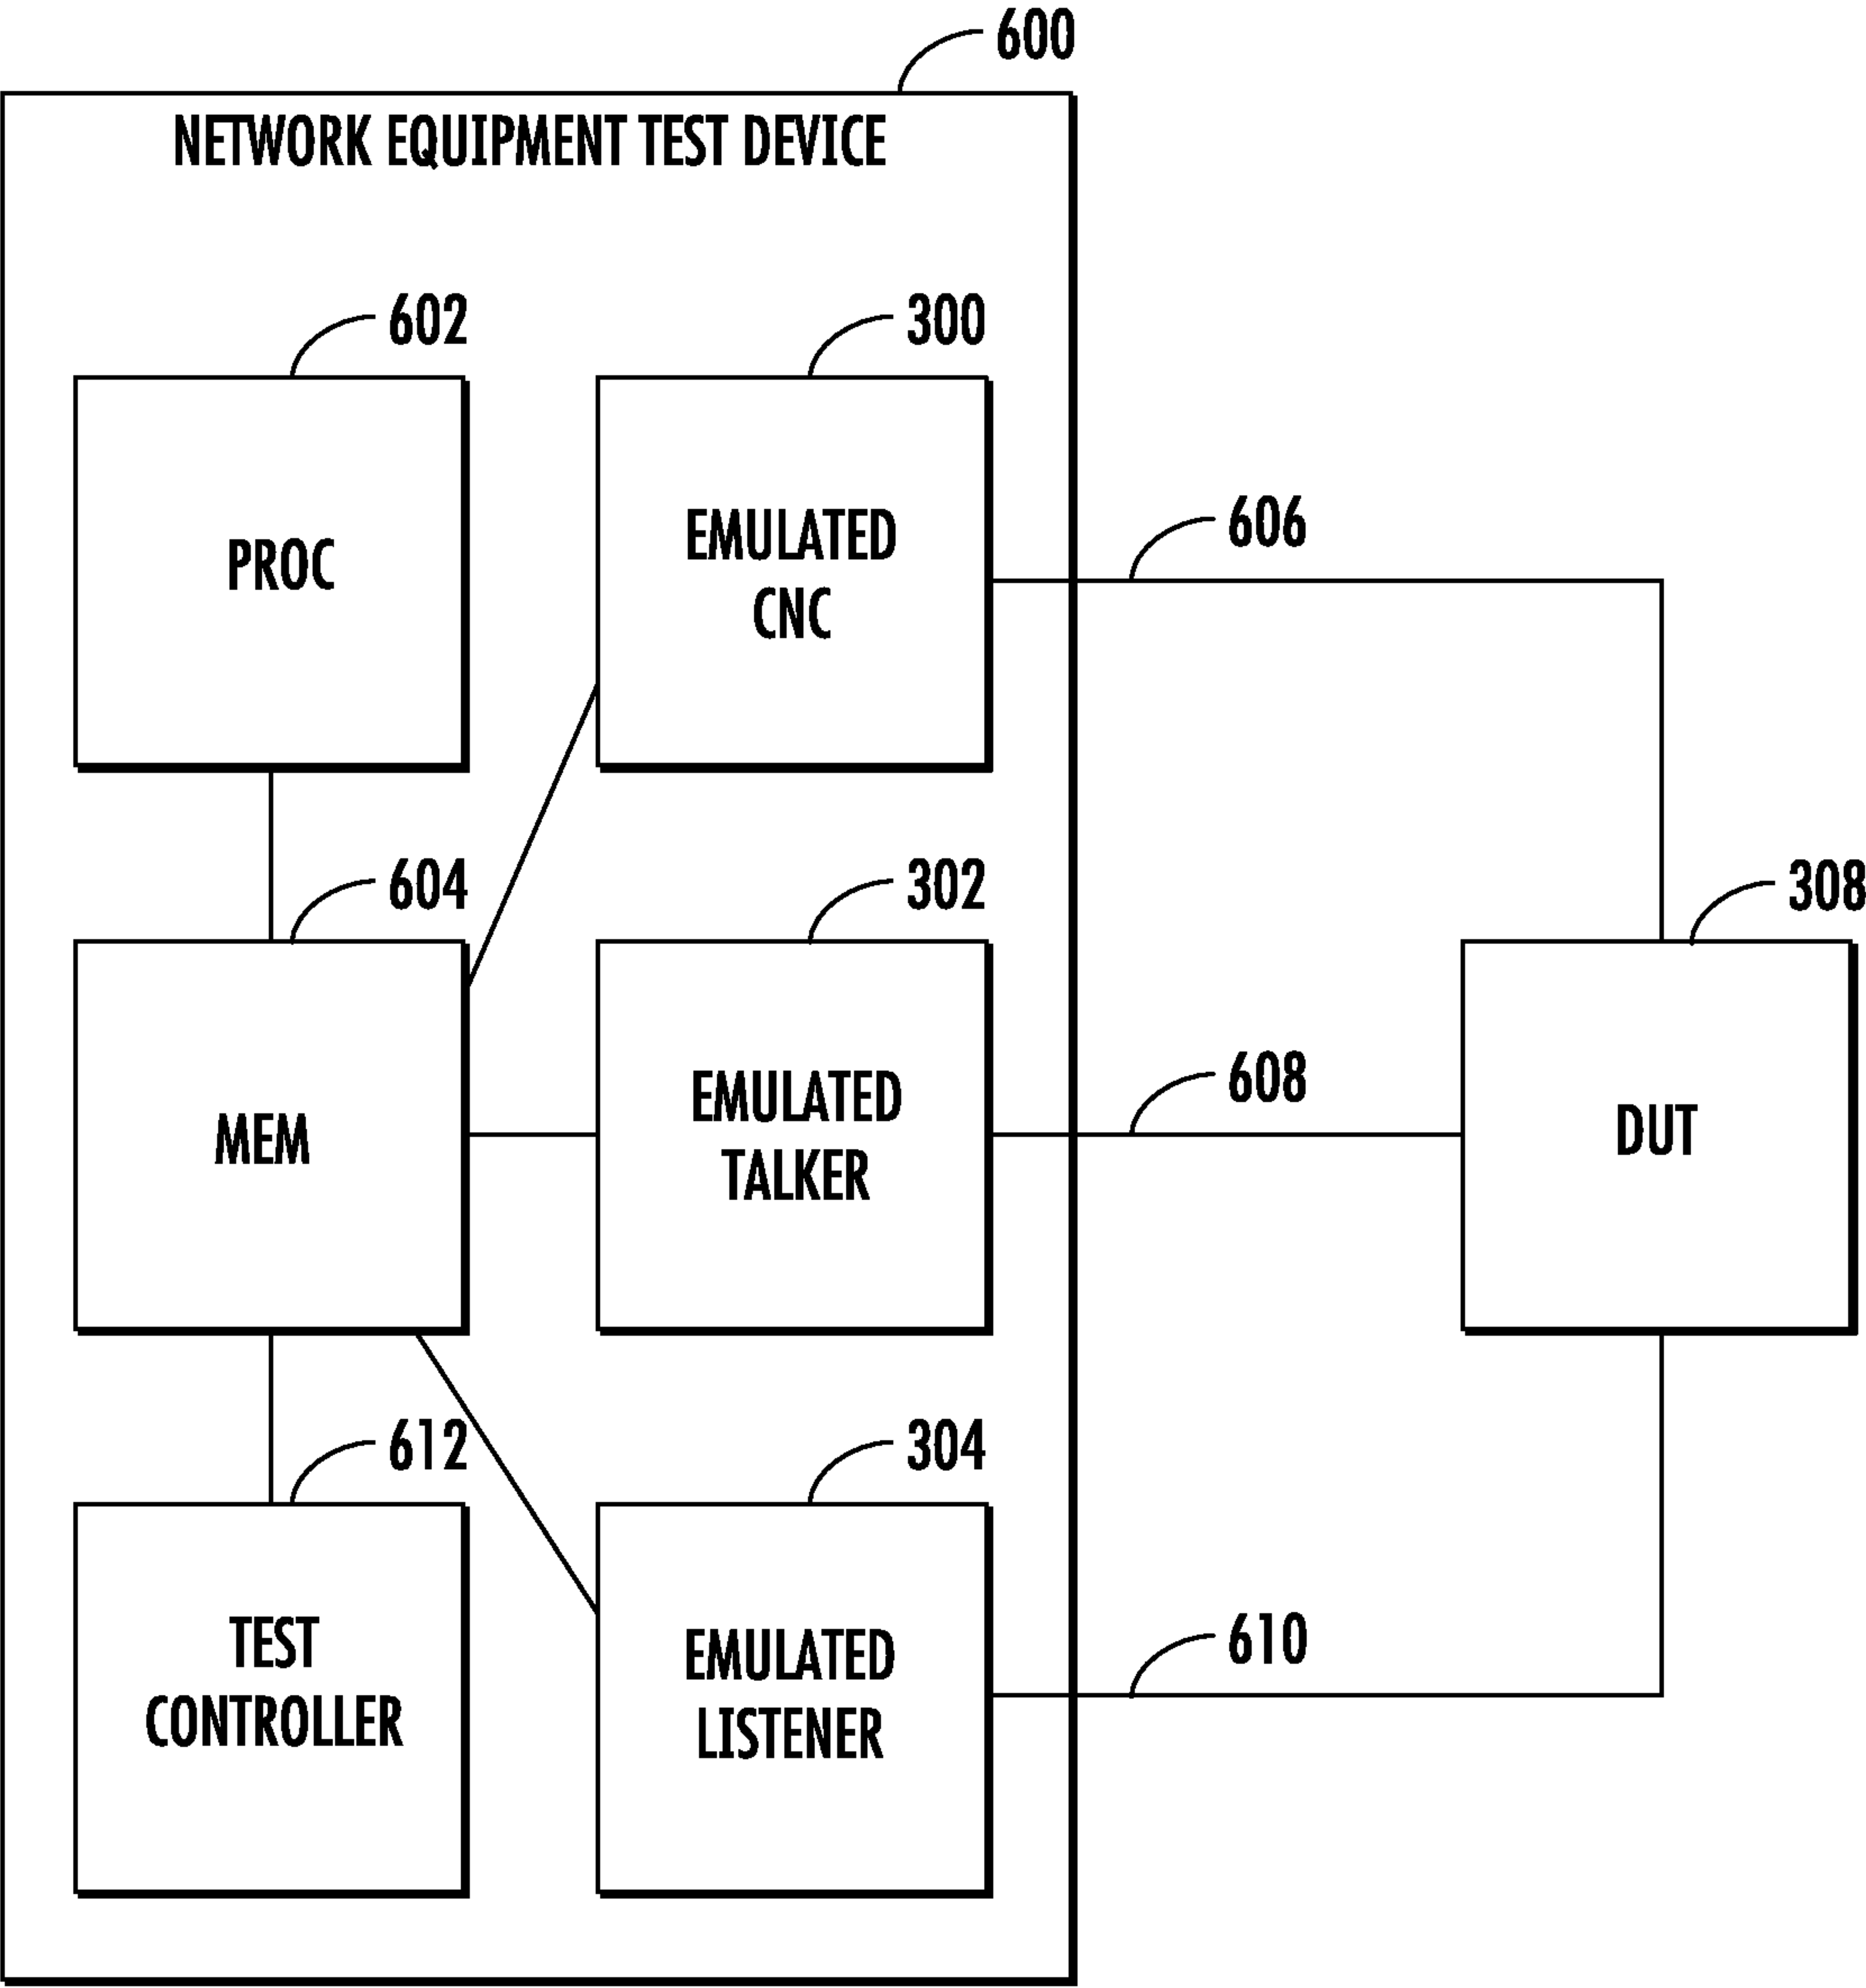 600
NETWORK EQUIPMENT TEST DEVICE
602
300
PROC
EMULATED
CNC
606
604
302
308
MEM
EMULATED
TALKER
608
DUT
612
304
TEST
CONTROLLER
EMULATED
LISTENER
610